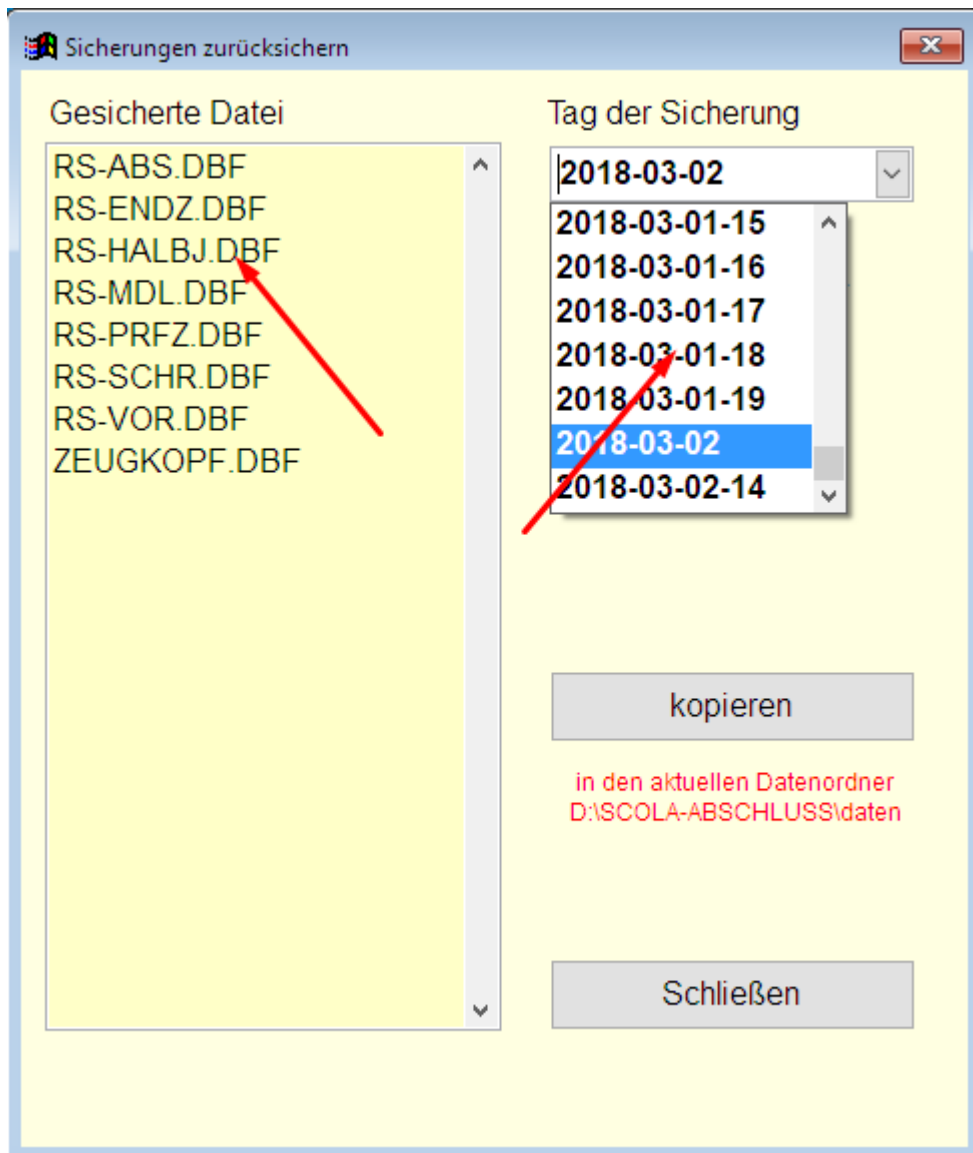 Sicherungen zurücksichern
Gesicherte Datei
RS-ABS.DBF
RS-ENDZ.DBF
RS-HALBJ.DBF
RS-MDL.DBF
RS-PRFZ.DBF
RS-SCHR.DBF
RS-VOR.DBF
ZEUGKOPF.DBF
Tag der Sicherung
2018-03-02
2018-03-01-15
2018-03-01-16
2018-03-01-17
2018-03-01-18
2018-03-01-19
2018-03-02
2018-03-02-14
kopieren
in den aktuellen Datenordner
D:\SCOLA-ABSCHLUSS\daten
Schließen